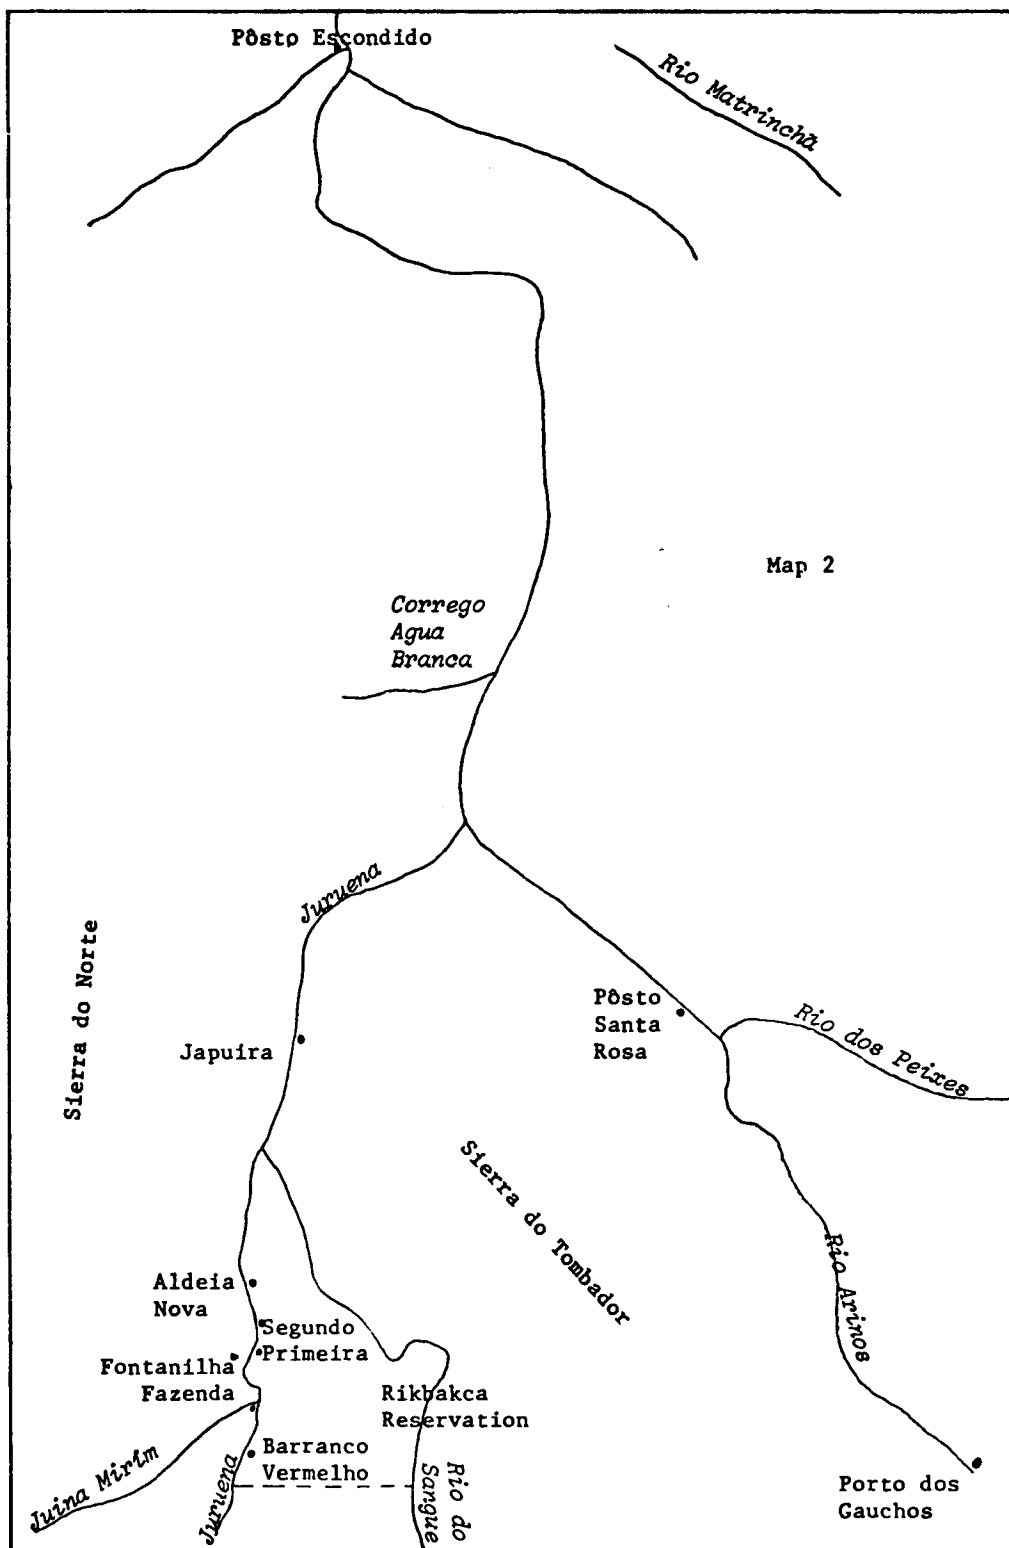 Pôsto Escondido
Rio Matrinchã
Map 2
Corrego
Agua
Branca
Juruena
Sierra do Norte
Pôsto
Santa
Rosa
Rio dos Peixes
Japuira
Sierra do Tombador
Aldeia
Nova
Segundo
Primeira
Fontanilha
Fazenda
Rio Arinos
Rikbakca
Reservation
Barranco
Vermelho
Juina Mirím
Juruena
Rio do
Sangue
Porto dos
Gauchos